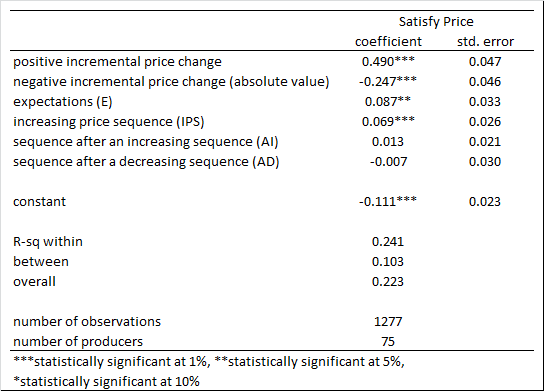 Satisfy Price
coefficient std. error
positive incremental price change 0.490*** 0.047
negative incremental price change (absolute value) -0.247*** 0.046
expectations (E) 0.087** 0.033
increasing price sequence (IPS) 0.069*** 0.026
sequence after an increasing sequence (AI) 0.013 0.021
sequence after a decreasing sequence (AD) -0.007 0.030
constant -0.111*** 0.023
R-sq within 0.241
between 0.103
overall 0.223
number of observations 1277
number of producers 75
***statistically significant at 1%, **statistically significant at 5%,
*statistically significant at 10%